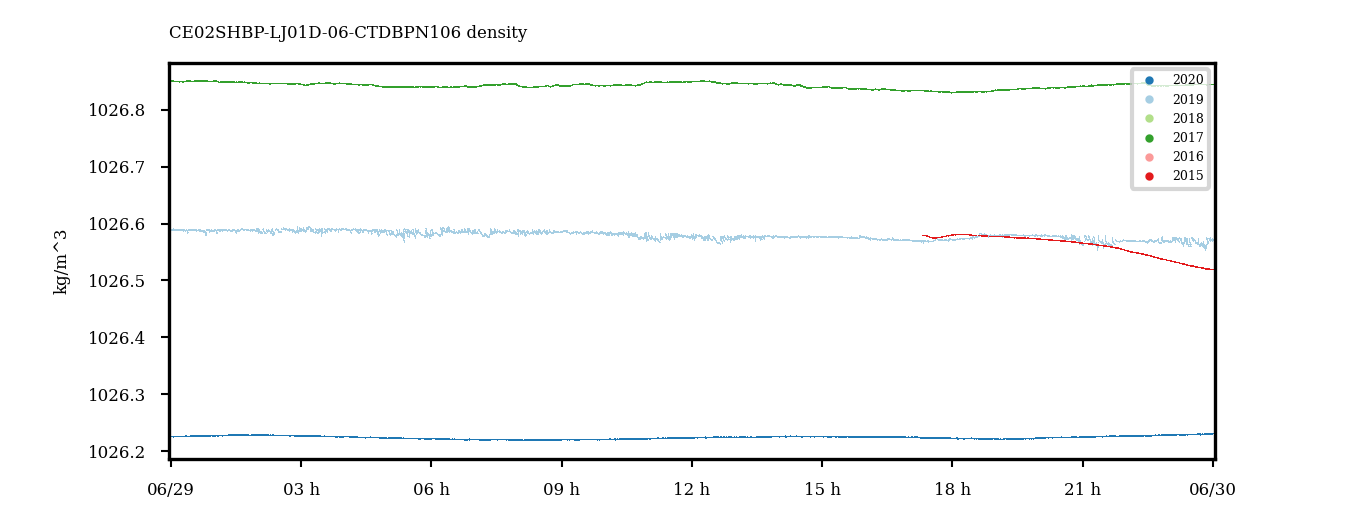 CE02SHBP-LJ01D-06-CTDBPN106 density
kg/m^3
1026.8
1026.7
1026.6
1026.5
1026.4
1026.3
1026.2
06/29
03 h
06 h
09 h
12 h
15 h
18 h
21 h
06/30
2020
2019
2018
2017
2016
2015